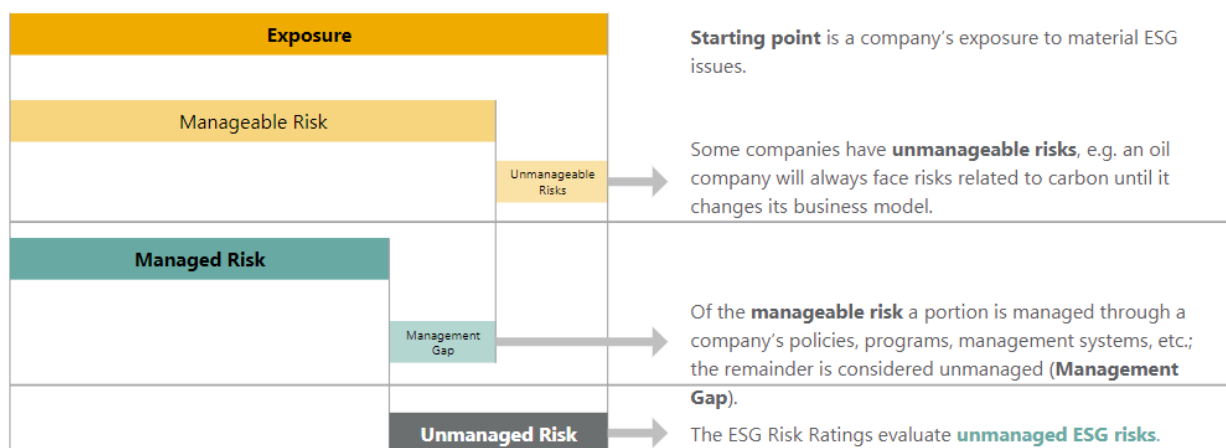 Exposure
Starting point is a company's exposure to material ESG
issues.
Manageable Risk
Unmanageable
Risks
Some companies have unmanageable risks, e.g. an oil
company will always face risks related to carbon until it
changes its business model.
Managed Risk
Management
Gap
Of the manageable risk a portion is managed through a
company's policies, programs, management systems, etc.;
the remainder is considered unmanaged (Management
Gap).
Unmanaged Risk
The ESG Risk Ratings evaluate unmanaged ESG risks.